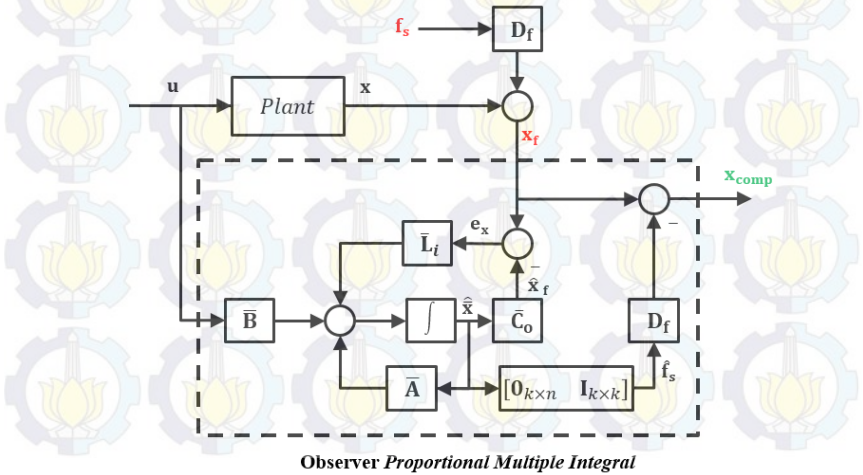 f_s
D_f
u
Plant
x
x_f
x_comp
e_x
L̄_i
−
−
x̂_f
B̄
∫
x̄̂
C̄_o
D_f
Ā
[0_{k×n} I_{k×k}]
f̂_s
Observer Proportional Multiple Integral